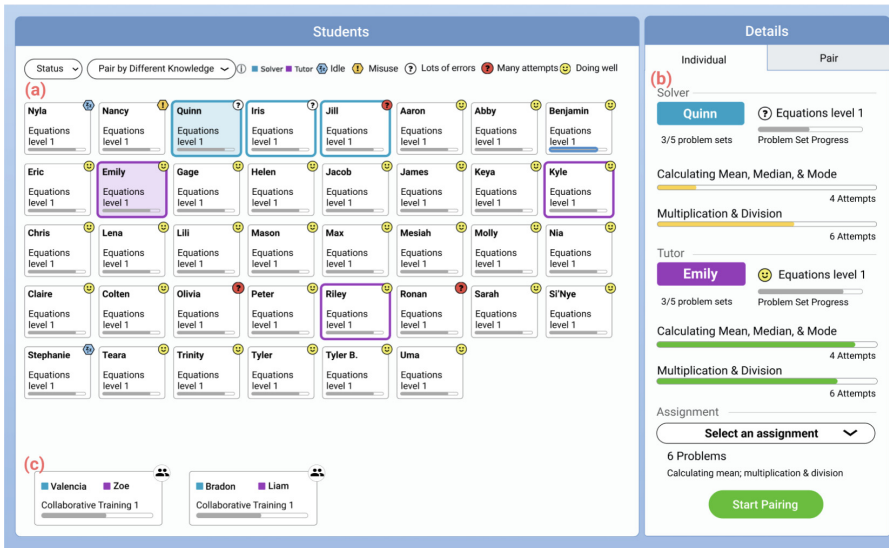 Students
Status
Pair by Different Knowledge
Solver
Tutor
Idle
Misuse
Lots of errors
Many attempts
Doing well
(a)
Nyla
Equations
level 1
Nancy
Equations
level 1
Quinn
Equations
level 1
Iris
Equations
level 1
Jill
Equations
level 1
Aaron
Equations
level 1
Abby
Equations
level 1
Benjamin
Equations
level 1
Eric
Equations
level 1
Emily
Equations
level 1
Gage
Equations
level 1
Helen
Equations
level 1
Jacob
Equations
level 1
James
Equations
level 1
Keya
Equations
level 1
Kyle
Equations
level 1
Chris
Equations
level 1
Lena
Equations
level 1
Lili
Equations
level 1
Mason
Equations
level 1
Max
Equations
level 1
Mesiah
Equations
level 1
Molly
Equations
level 1
Nia
Equations
level 1
Claire
Equations
level 1
Colten
Equations
level 1
Olivia
Equations
level 1
Peter
Equations
level 1
Riley
Equations
level 1
Ronan
Equations
level 1
Sarah
Equations
level 1
Si'Nye
Equations
level 1
Stephanie
Equations
level 1
Teara
Equations
level 1
Trinity
Equations
level 1
Tyler
Equations
level 1
Tyler B.
Equations
level 1
Uma
Equations
level 1
(c)
Valencia
Zoe
Collaborative Training 1
Bradon
Liam
Collaborative Training 1
Details
Individual
Pair
(b)
Solver
Quinn
? Equations level 1
3/5 problem sets
Problem Set Progress
Calculating Mean, Median, & Mode
4 Attempts
Multiplication & Division
6 Attempts
Tutor
Emily
Equations level 1
3/5 problem sets
Problem Set Progress
Calculating Mean, Median, & Mode
4 Attempts
Multiplication & Division
6 Attempts
Assignment
Select an assignment
6 Problems
Calculating mean; multiplication & division
Start Pairing